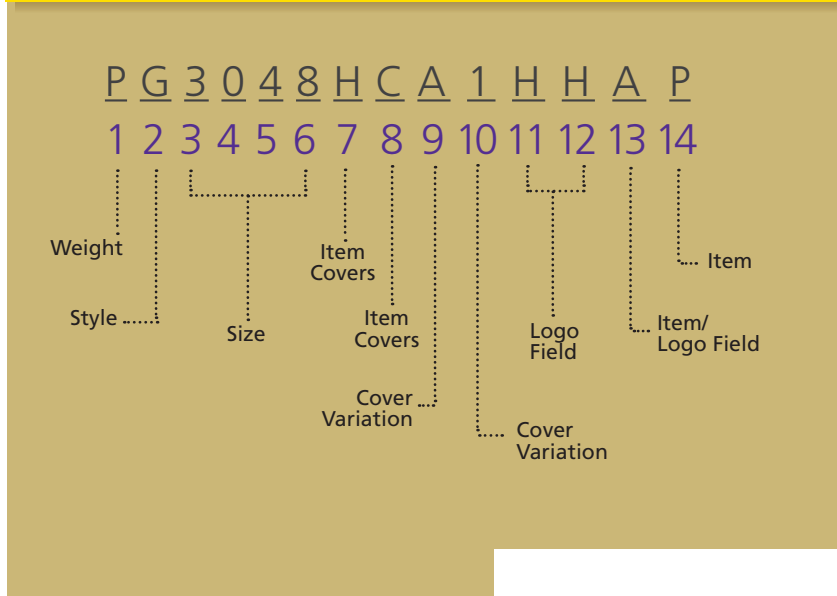 P G 3 0 4 8 H C A 1 H H A P
1 2 3 4 5 6 7 8 9 10 11 12 13 14
Weight
Item
Covers
Item
Style
Size
Item
Covers
Logo
Field
Item/
Logo Field
Cover
Variation
Cover
Variation